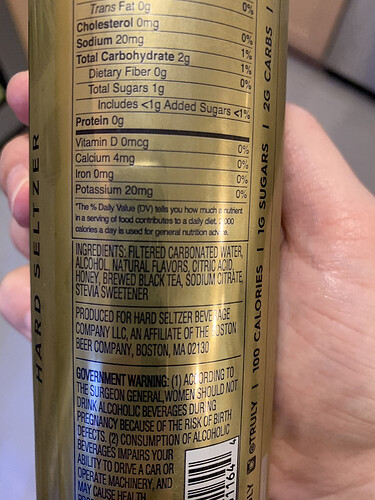 Trans Fat 0g 0%
Cholesterol 0mg 0%
Sodium 20mg 1%
Total Carbohydrate 2g 1%
Dietary Fiber 0g 0%
Total Sugars 1g
Includes <1g Added Sugars <1%
Protein 0g
Vitamin D 0mcg 0%
Calcium 4mg 0%
Iron 0mg 0%
Potassium 20mg 0%
*The % Daily Value (DV) tells you how much a nutrient
in a serving of food contributes to a daily diet. 2,000
calories a day is used for general nutrition advice.
INGREDIENTS: FILTERED CARBONATED WATER,
ALCOHOL, NATURAL FLAVORS, CITRIC ACID,
HONEY, BREWED BLACK TEA, SODIUM CITRATE,
STEVIA SWEETENER
PRODUCED FOR HARD SELTZER BEVERAGE
COMPANY LLC, AN AFFILIATE OF THE BOSTON
BEER COMPANY, BOSTON, MA 02130
GOVERNMENT WARNING: (1) ACCORDING TO
THE SURGEON GENERAL, WOMEN SHOULD NOT
DRINK ALCOHOLIC BEVERAGES DURING
PREGNANCY BECAUSE OF THE RISK OF BIRTH
DEFECTS. (2) CONSUMPTION OF ALCOHOLIC
BEVERAGES IMPAIRS YOUR
ABILITY TO DRIVE A CAR OR
OPERATE MACHINERY, AND
MAY CAUSE HEALTH
HARD SELTZER
@TRULY | 100 CALORIES | 1G SUGARS | 2G CARBS |